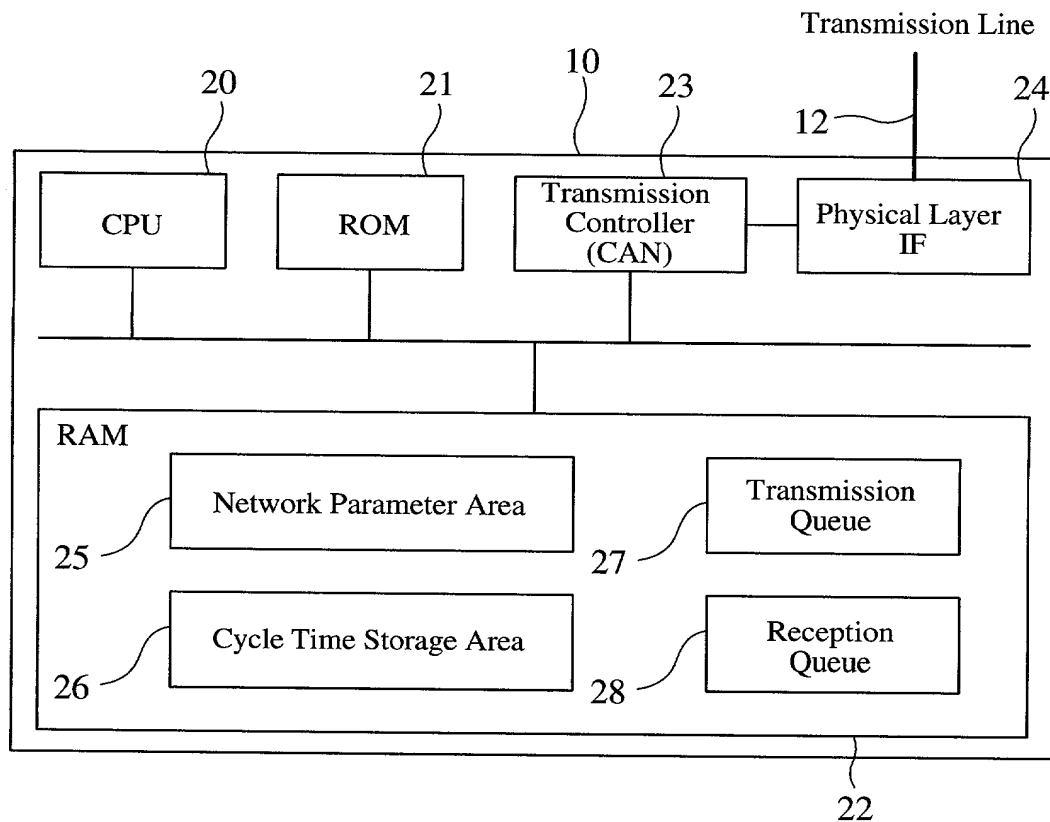 Transmission Line
20
21
10
23
12
24
CPU
ROM
Transmission
Controller
(CAN)
Physical Layer
IF
RAM
Network Parameter Area
Transmission
Queue
25
27
Cycle Time Storage Area
Reception
Queue
26
28
22